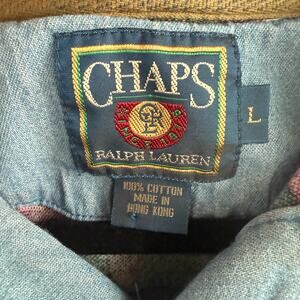 CHAPS
RALPH LAUREN
L
100% COTTON
MADE IN
HONG KONG